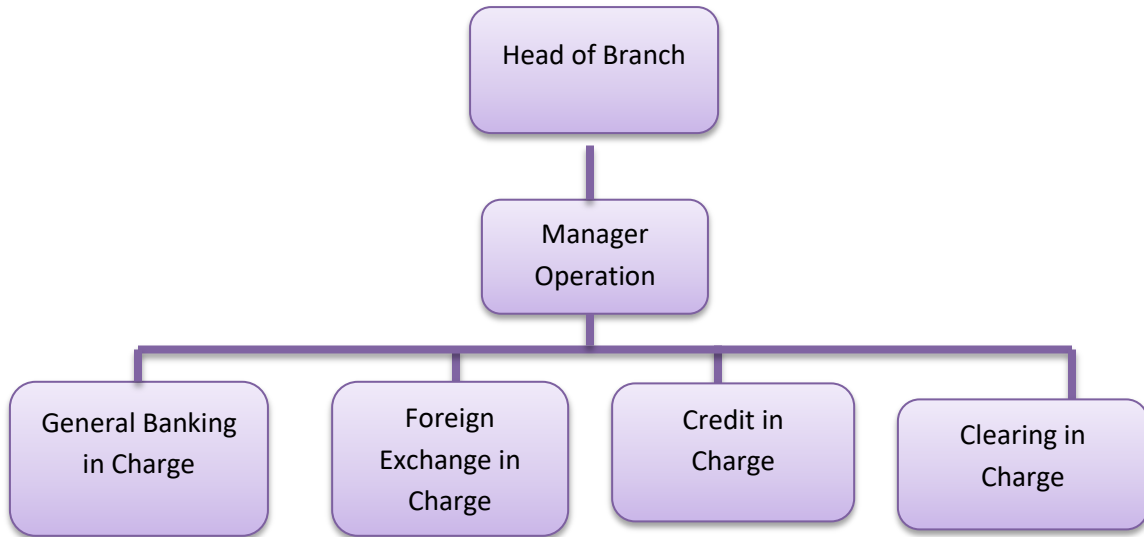 Head of Branch
Manager
Operation
General Banking
in Charge
Foreign
Exchange in
Charge
Credit in
Charge
Clearing in
Charge